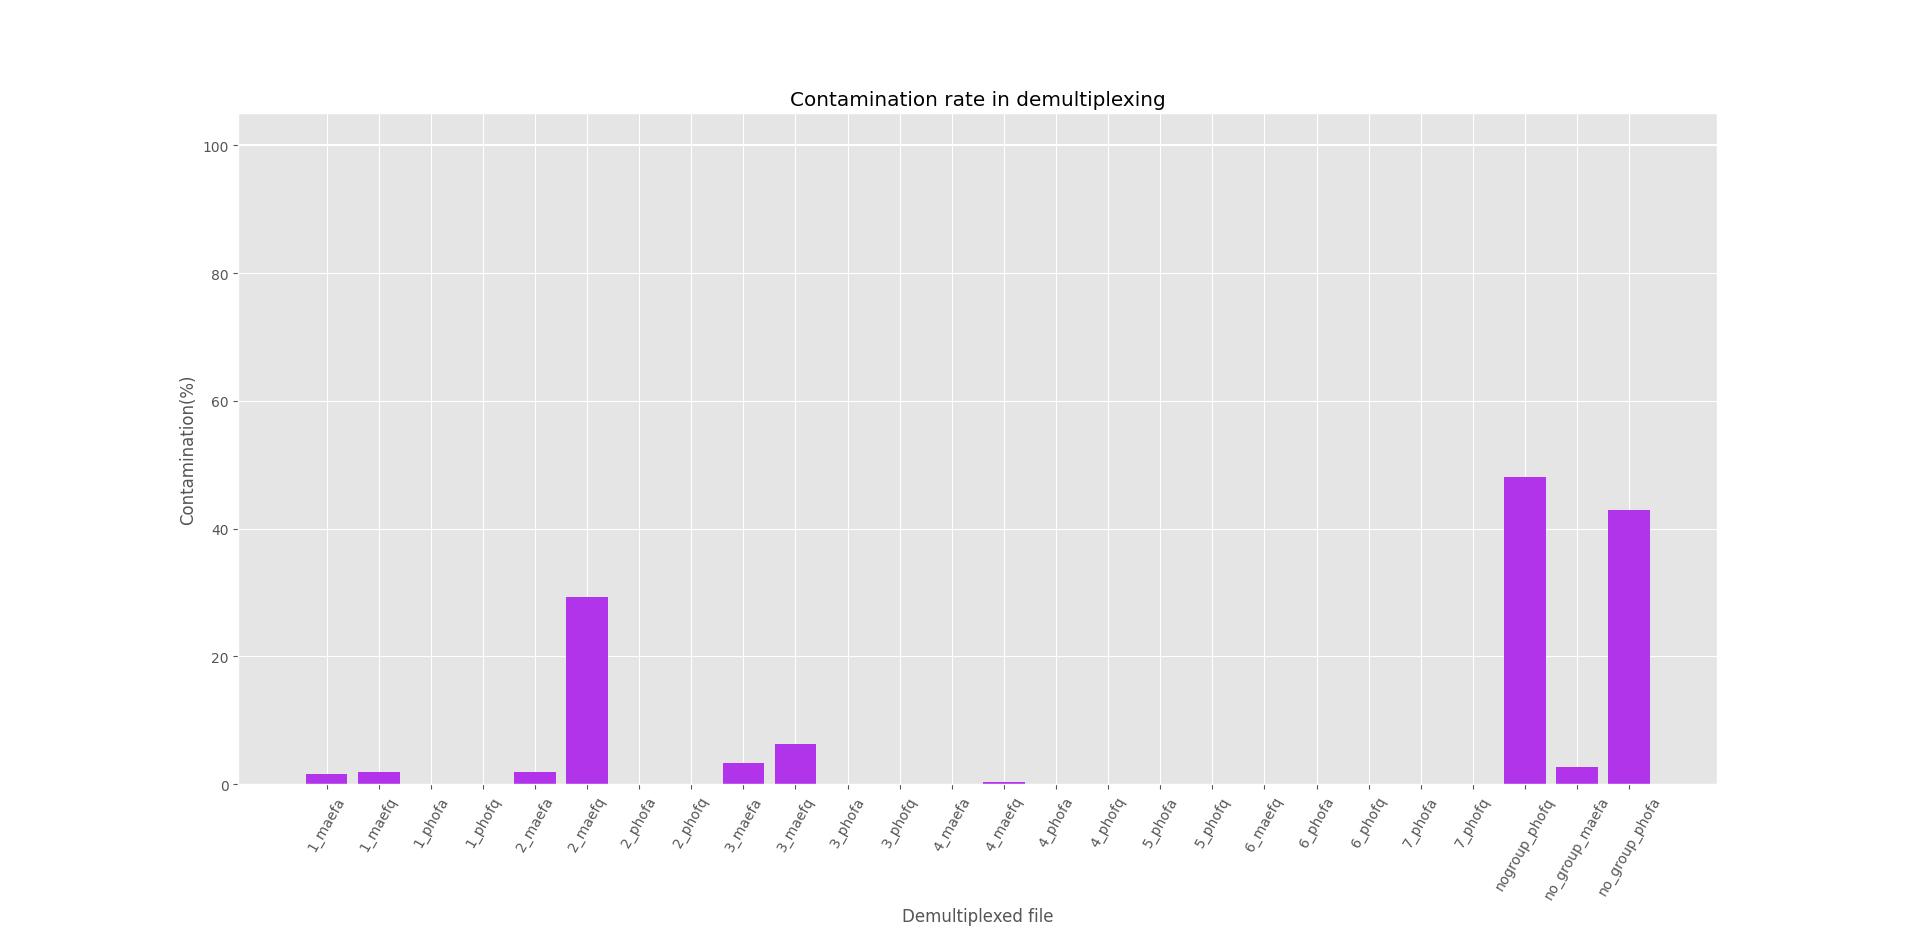 Contamination rate in demultiplexing
Contamination(%)
100
80
60
40
20
0
1_maefa
1_maefq
1_phofa
1_phofq
2_maefa
2_maefq
2_phofa
2_phofq
3_maefa
3_maefq
3_phofa
3_phofq
4_maefa
4_maefq
4_phofa
4_phofq
5_phofa
5_phofq
6_maefq
6_phofa
6_phofq
7_phofa
7_phofq
nogroup_phofq
no_group_maefa
no_group_phofa
Demultiplexed file